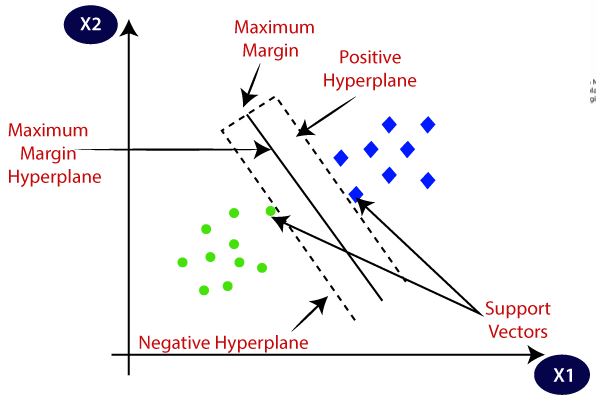 X2
Maximum
Margin
Positive
Hyperplane
Maximum
Margin
Hyperplane
Support
Vectors
Negative Hyperplane
X1